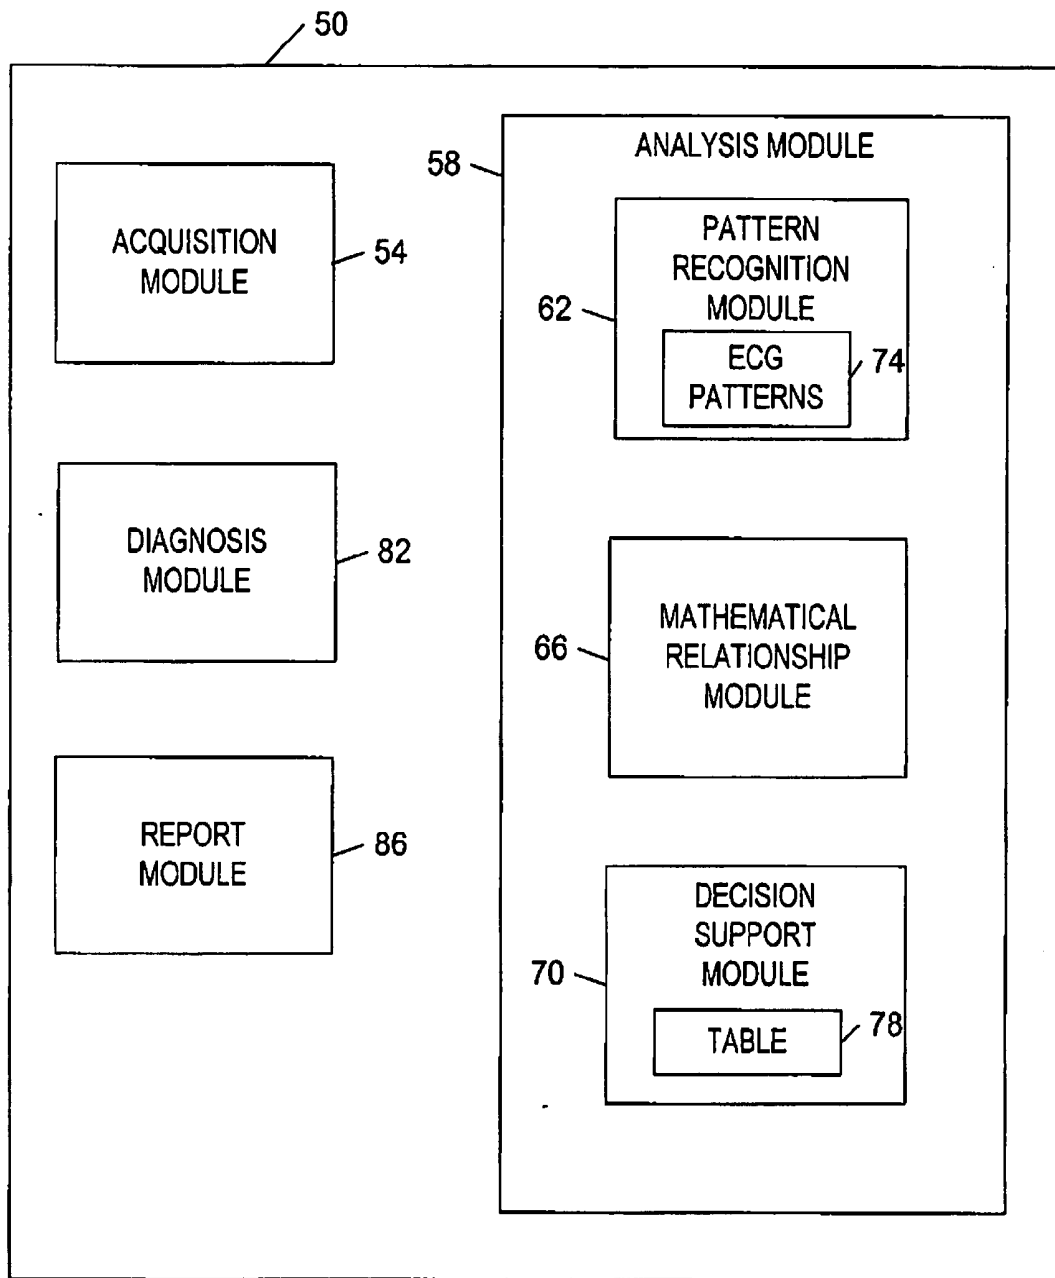 50
ANALYSIS MODULE
58
ACQUISITION
MODULE
54
PATTERN
RECOGNITION
MODULE
62
ECG
PATTERNS
74
DIAGNOSIS
MODULE
82
MATHEMATICAL
RELATIONSHIP
MODULE
66
REPORT
MODULE
86
DECISION
SUPPORT
MODULE
70
TABLE
78